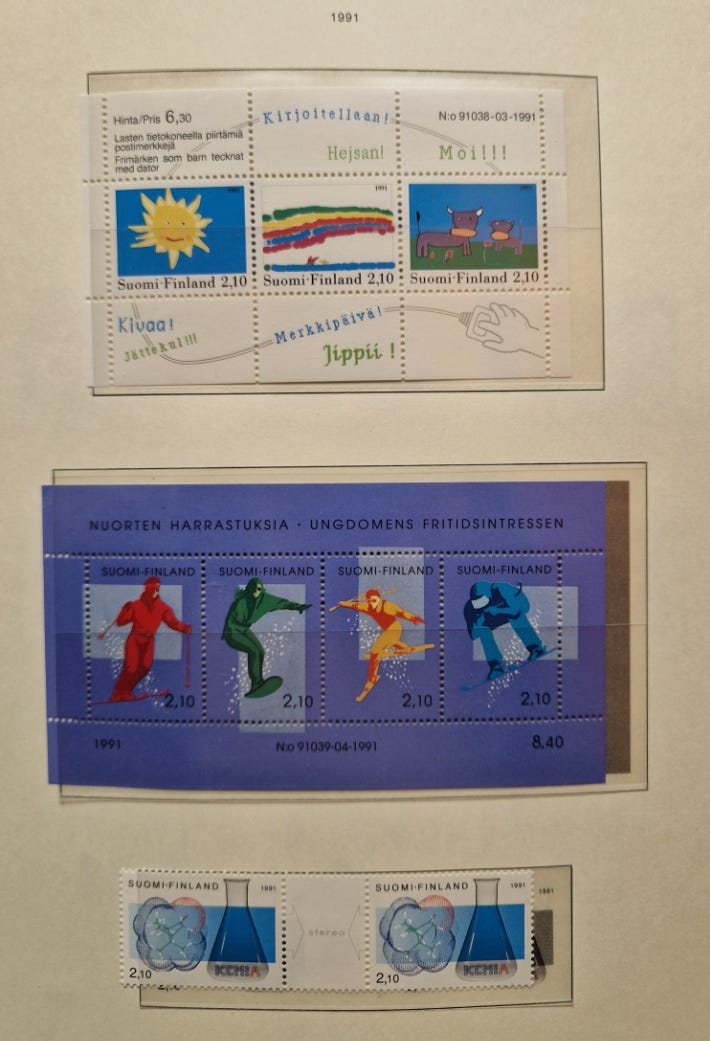 1991
Hinta/Pris 6,30
Lasten tietokoneella piirtämiä
postimerkkejä
Frimärken som barn tecknat
med dator
Kirjoitellaan!
Hejsan!
N:o 91038-03-1991
Moi!!!
1991
Suomi·Finland 2,10
1991
Suomi·Finland 2,10
1991
Suomi·Finland 2,10
Kivaa!
Jättekul!!!
Merkkipäivä!
Jippii!
NUORTEN HARRASTUKSIA · UNGDOMENS FRITIDSINTRESSEN
SUOMI-FINLAND
2,10
SUOMI-FINLAND
2,10
SUOMI-FINLAND
2,10
SUOMI-FINLAND
2,10
1991
N:o 91039-04-1991
8,40
SUOMI-FINLAND 1991
KEMIA
2,10
stereo
SUOMI-FINLAND 1991
KEMIA
2,10
1991